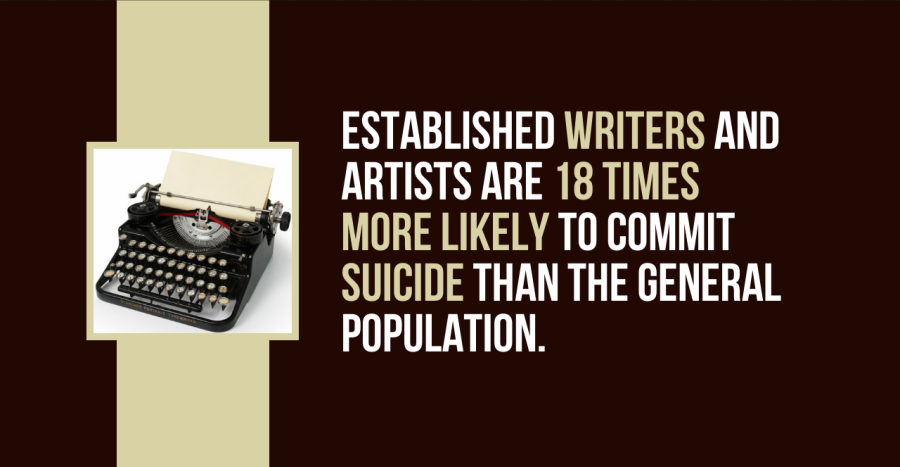 ESTABLISHED WRITERS AND
ARTISTS ARE 18 TIMES
MORE LIKELY TO COMMIT
SUICIDE THAN THE GENERAL
POPULATION.